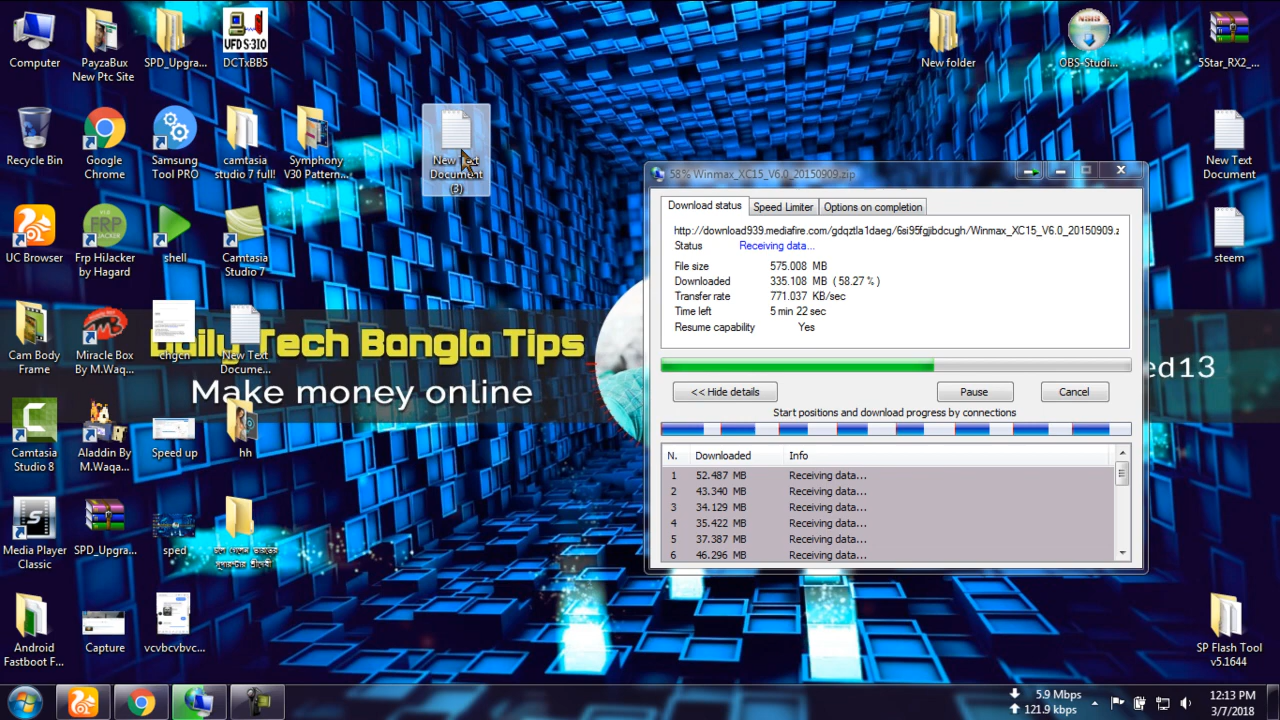 Computer
PayzaBux
New Ptc Site
SPD_Upgra...
UFD S-310
DCTxBB5
New folder
OBS-Studi...
5Star_RX2_...
Recycle Bin
Google
Chrome
Samsung
Tool PRO
camtasia
studio 7 full!
Symphony
V30 Pattern...
New Text
Document
(3)
New Text
Document
UC Browser
FRP
HIJACKER
Frp HiJacker
by Hagard
shell
Camtasia
Studio 7
steem
Cam Body
Frame
Miracle Box
By M.Waq...
chgch
New Text
Docume...
Daily Tech Bangla Tips
Make money online
ed13
Camtasia
Studio 8
Aladdin By
M.Waqa...
Speed up
hh
Media Player
Classic
SPD_Upgra...
sped
Android
Fastboot F...
Capture
vcvbcvbvc...
SP Flash Tool
v5.1644
58% Winmax_XC15_V6.0_20150909.zip
Download status
Speed Limiter
Options on completion
http://download939.mediafire.com/gdqztla1daeg/6si95fgjibdcugh/Winmax_XC15_V6.0_20150909.z
Status Receiving data...
File size 575.008 MB
Downloaded 335.108 MB ( 58.27 % )
Transfer rate 771.037 KB/sec
Time left 5 min 22 sec
Resume capability Yes
<< Hide details
Pause
Cancel
Start positions and download progress by connections
N. Downloaded Info
1 52.487 MB Receiving data...
2 43.340 MB Receiving data...
3 34.129 MB Receiving data...
4 35.422 MB Receiving data...
5 37.387 MB Receiving data...
6 46.296 MB Receiving data...
5.9 Mbps
121.9 kbps
12:13 PM
3/7/2018